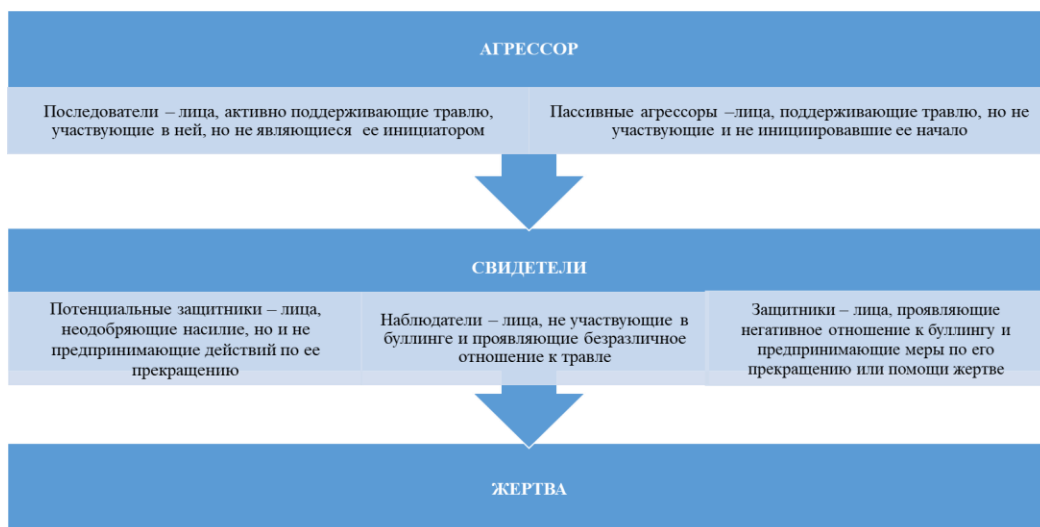 АГРЕССОР
Последователи – лица, активно поддерживающие травлю,
участвующие в ней, но не являющиеся ее инициатором
Пассивные агрессоры –лица, поддерживающие травлю, но не
участвующие и не инициировавшие ее начало
СВИДЕТЕЛИ
Потенциальные защитники – лица,
неодобряющие насилие, но и не
предпринимающие действий по ее
прекращению
Наблюдатели – лица, не участвующие в
буллинге и проявляющие безразличное
отношение к травле
Защитники – лица, проявляющие
негативное отношение к буллингу и
предпринимающие меры по его
прекращению или помощи жертве
ЖЕРТВА